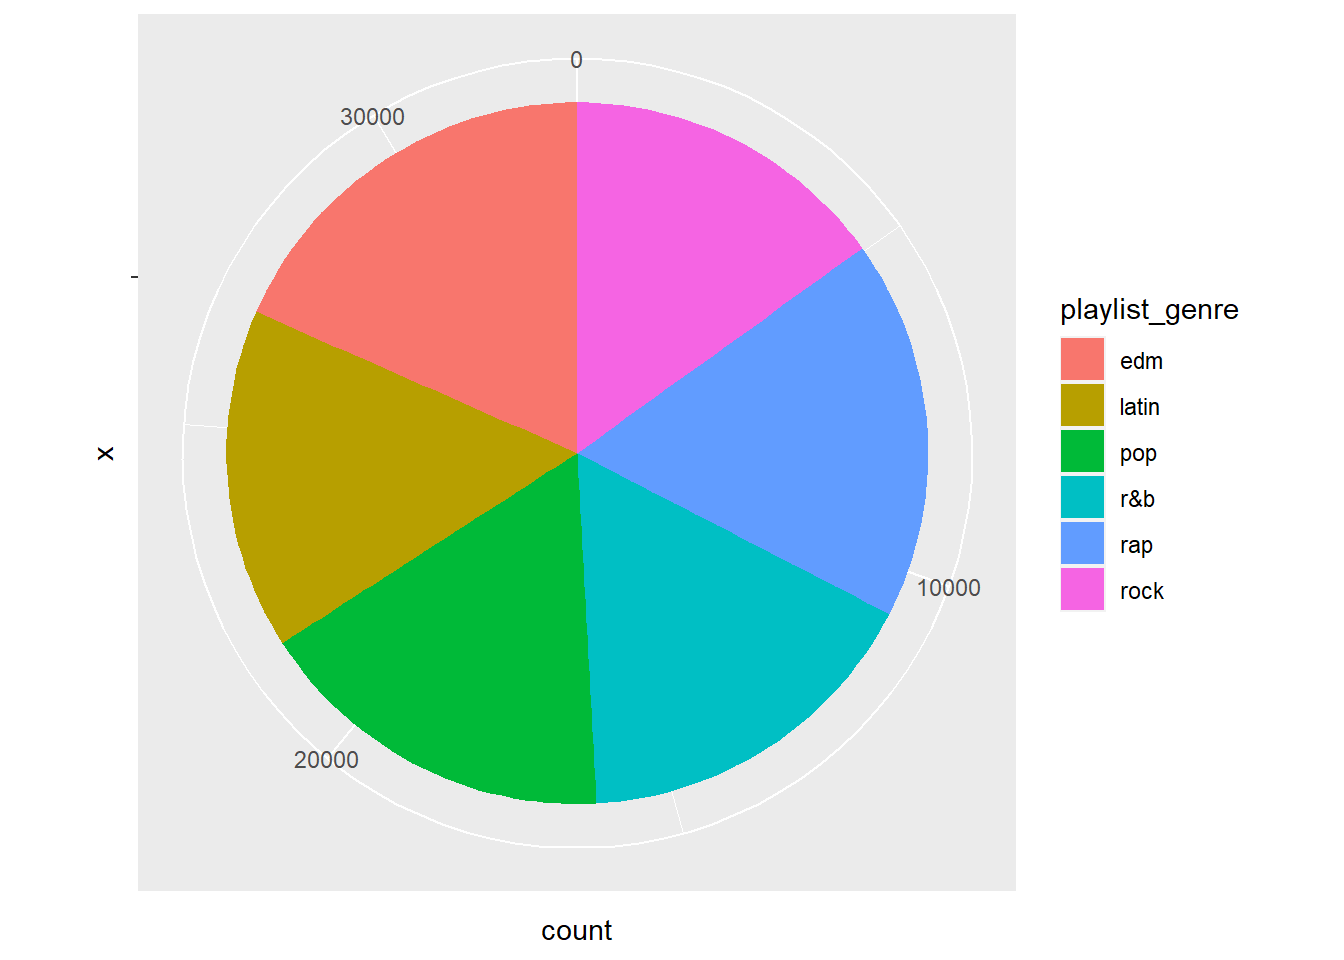 0
30000
10000
20000
x
count
playlist_genre
edm
latin
pop
r&b
rap
rock